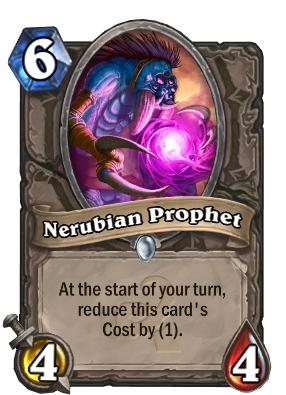 6
Nerubian Prophet
At the start of your turn,
reduce this card's
Cost by (1).
4
4